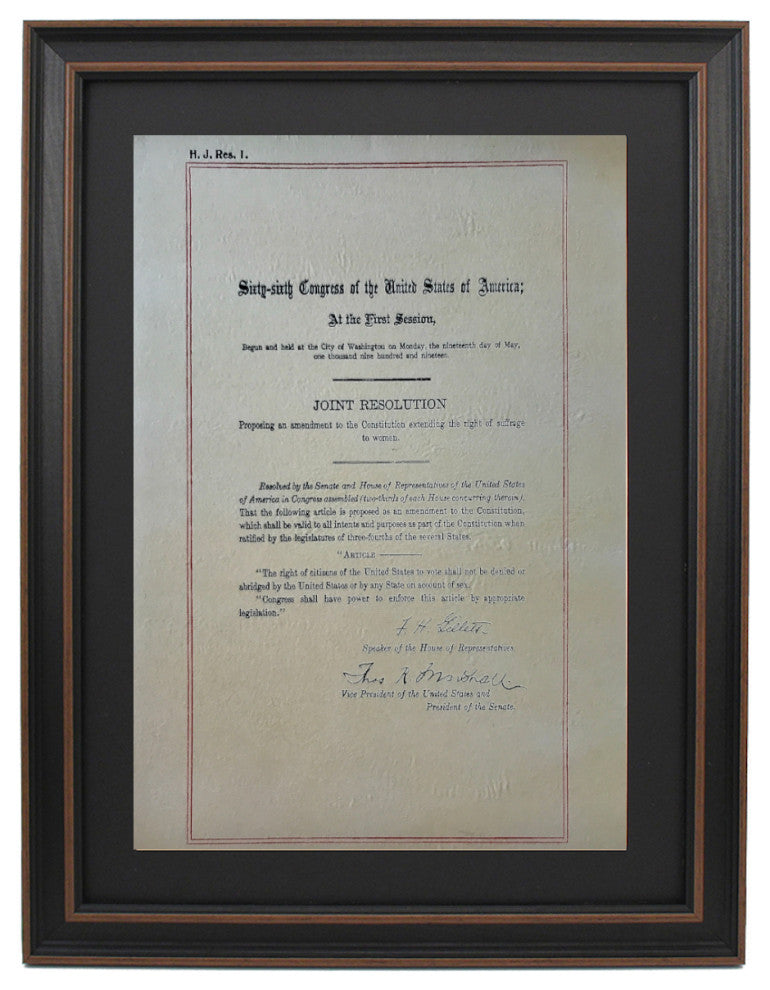 H. J. Res. 1.
Sixty-sixth Congress of the United States of America;
At the First Session,
Begun and held at the City of Washington on Monday, the nineteenth day of May,
one thousand nine hundred and nineteen.
JOINT RESOLUTION
Proposing an amendment to the Constitution extending the right of suffrage
to women.
Resolved by the Senate and House of Representatives of the United States
of America in Congress assembled (two-thirds of each House concurring therein),
That the following article is proposed as an amendment to the Constitution,
which shall be valid to all intents and purposes as part of the Constitution when
ratified by the legislatures of three-fourths of the several States.
"ARTICLE ———.
"The right of citizens of the United States to vote shall not be denied or
abridged by the United States or by any State on account of sex.
"Congress shall have power to enforce this article by appropriate
legislation."
F. H. Gillett
Speaker of the House of Representatives.
Thos R. Marshall.
Vice President of the United States and
President of the Senate.